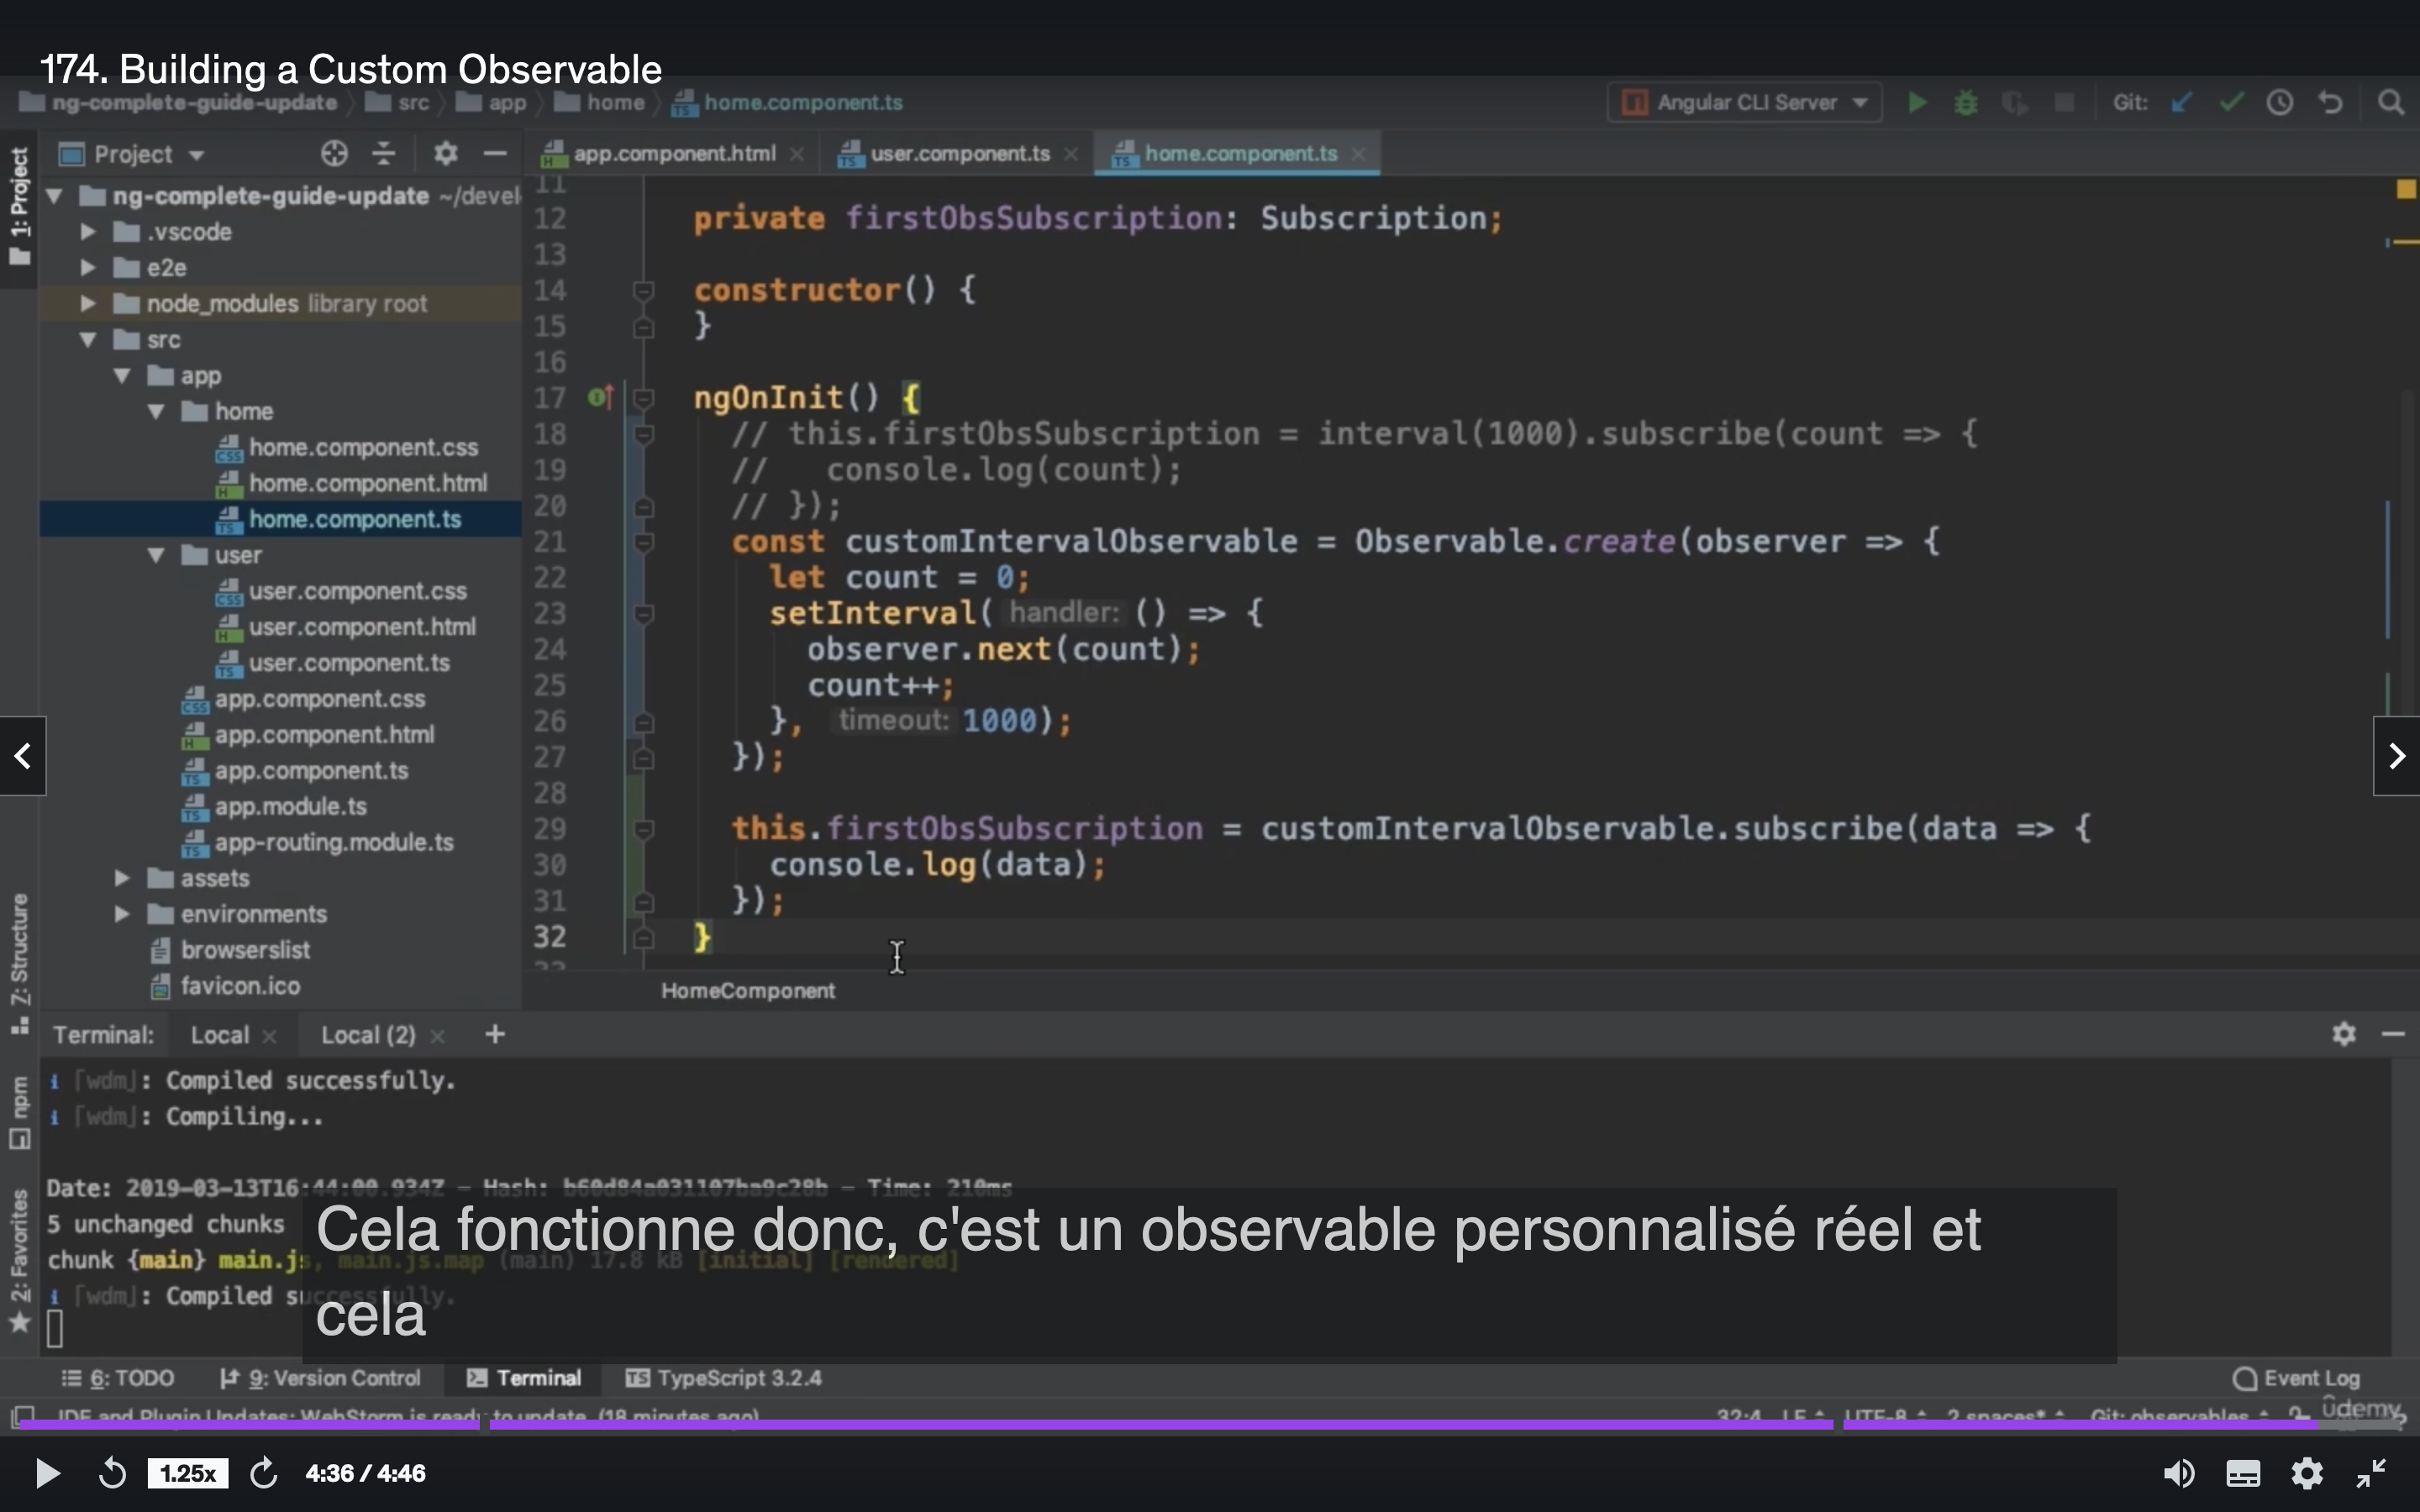 174. Building a Custom Observable
ng-complete-guide-update src app home home.component.ts Angular CLI Server Git:
1: Project
Project
app.component.html user.component.ts home.component.ts
ng-complete-guide-update ~/devel
.vscode
e2e
node_modules library root
src
app
home
home.component.css
home.component.html
home.component.ts
user
user.component.css
user.component.html
user.component.ts
app.component.css
app.component.html
app.component.ts
app.module.ts
app-routing.module.ts
assets
environments
browserslist
favicon.ico
11
12 private firstObsSubscription: Subscription;
13
14 constructor() {
15 }
16
17 ngOnInit() {
18 // this.firstObsSubscription = interval(1000).subscribe(count => {
19 //   console.log(count);
20 // });
21 const customIntervalObservable = Observable.create(observer => {
22 let count = 0;
23 setInterval( handler: () => {
24 observer.next(count);
25 count++;
26 }, timeout: 1000);
27 });
28
29 this.firstObsSubscription = customIntervalObservable.subscribe(data => {
30 console.log(data);
31 });
32 }
33
HomeComponent
Z: Structure
npm
2: Favorites
Terminal: Local Local (2) +
i ｢wdm｣: Compiled successfully.
i ｢wdm｣: Compiling...
Date: 2019-03-13T16:44:00.934Z - Hash: b60d84a031107ba9c28b - Time: 210ms
5 unchanged chunks
chunk {main} main.js, main.js.map (main) 17.8 kB [initial] [rendered]
i ｢wdm｣: Compiled successfully.
Cela fonctionne donc, c'est un observable personnalisé réel et
cela
6: TODO 9: Version Control Terminal TypeScript 3.2.4 Event Log
IDE and Plugin Updates: WebStorm is ready to update. (18 minutes ago) 32:4 LF UTF-8 2 spaces* Git: observables
ûdemy
1.25x 4:36 / 4:46